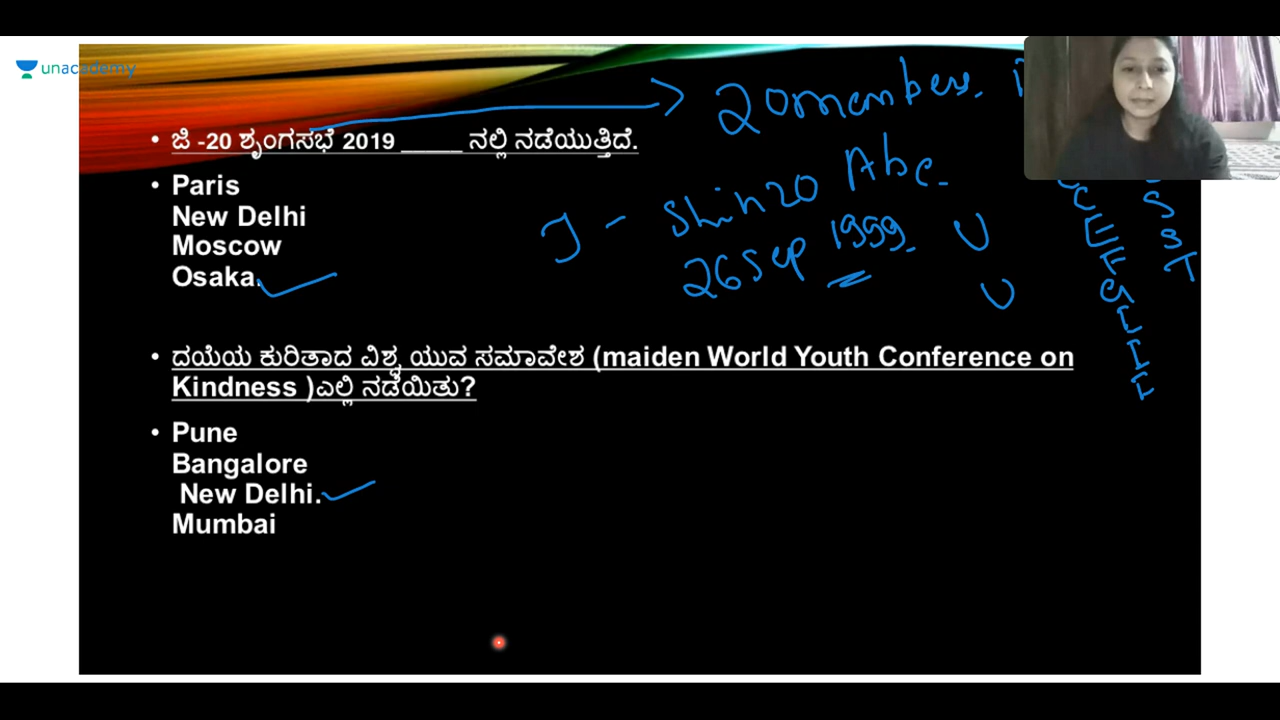 unacademy
20 members.
ಜಿ -20 ಶೃಂಗಸಭೆ 2019 _____ ನಲ್ಲಿ ನಡೆಯುತ್ತಿದೆ.
Paris
New Delhi
Moscow
Osaka.
J - Shinzo Abe.
26 Sep 1999.
U
U
C
C
E
F
G
I
I
I
S
S
T
ದಯೆಯ ಕುರಿತಾದ ವಿಶ್ವ ಯುವ ಸಮಾವೇಶ (maiden World Youth Conference on
Kindness )ಎಲ್ಲಿ ನಡೆಯಿತು?
Pune
Bangalore
New Delhi.
Mumbai